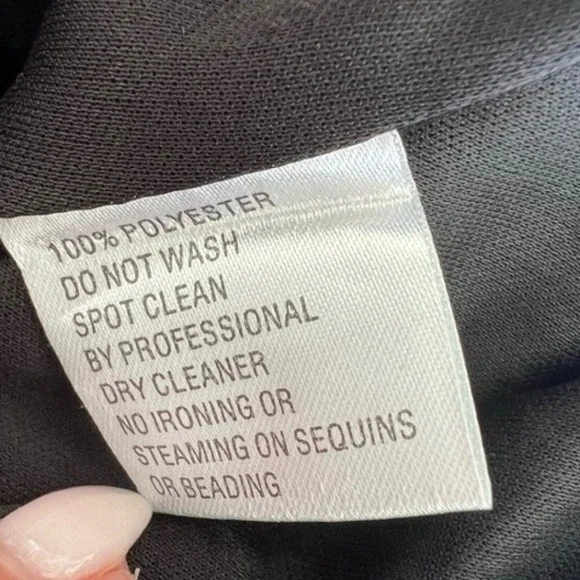 100% POLYESTER
DO NOT WASH
SPOT CLEAN
BY PROFESSIONAL
DRY CLEANER
NO IRONING OR
STEAMING ON SEQUINS
OR BEADING